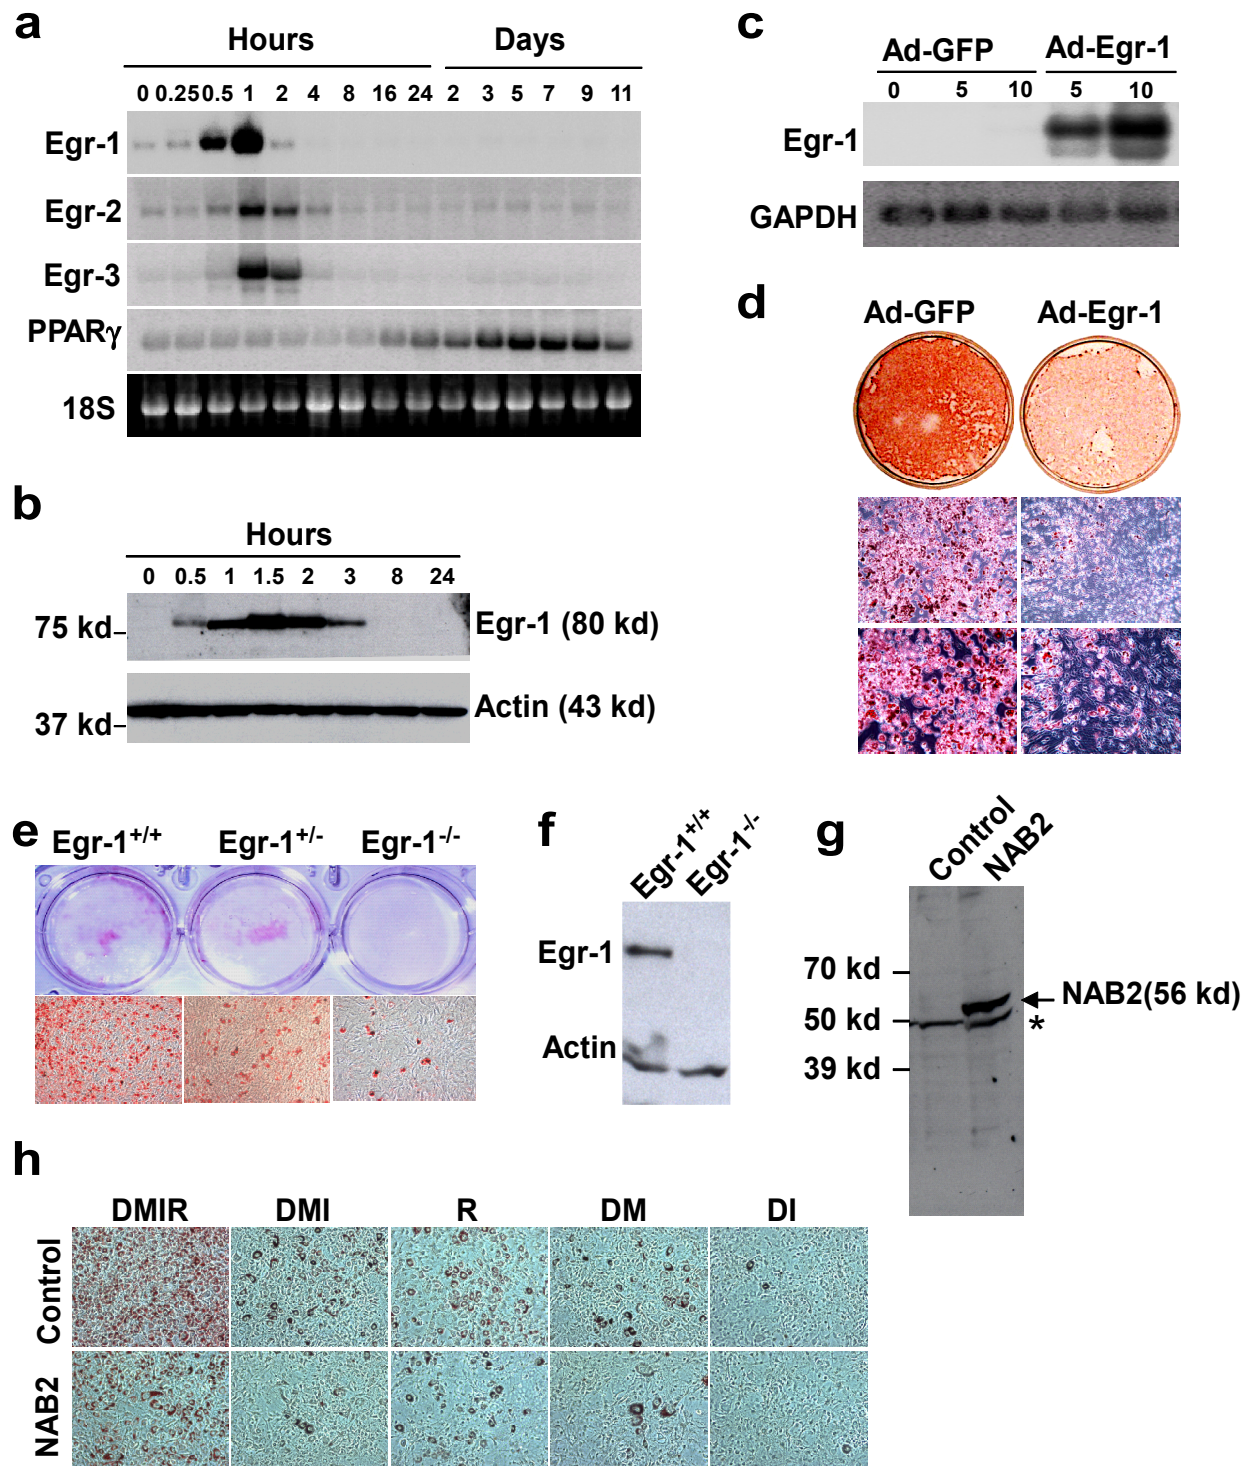 a
Hours Days
0 0.25 0.5 1 2 4 8 16 24 2 3 5 7 9 11
Egr-1
Egr-2
Egr-3
PPARγ
18S
b
Hours
0 0.5 1 1.5 2 3 8 24
75 kd Egr-1 (80 kd)
37 kd Actin (43 kd)
c
Ad-GFP Ad-Egr-1
0 5 10 5 10
Egr-1
GAPDH
d
Ad-GFP Ad-Egr-1
e
Egr-1+/+ Egr-1+/- Egr-1-/-
f
Egr-1+/+ Egr-1-/-
Egr-1
Actin
g
Control NAB2
70 kd
NAB2(56 kd)
50 kd *
39 kd
h
DMIR DMI R DM DI
Control
NAB2